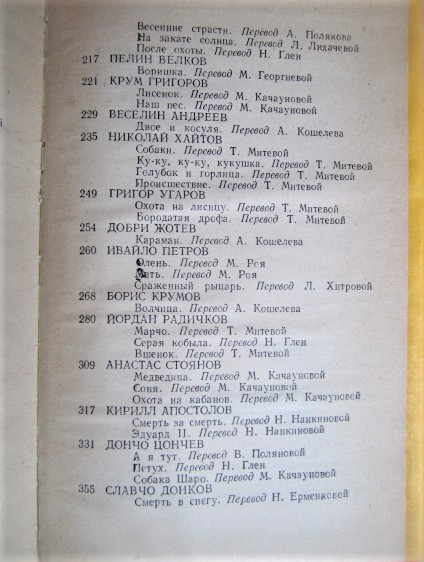 Весенние страсти. Перевод А. Полякова
На закате солнца. Перевод Л. Лихачевой
После охоты. Перевод Н. Глен
217 ПЕЛИН ВЕЛКОВ
Воришка. Перевод М. Георгиевой
221 КРУМ ГРИГОРОВ
Лисенок. Перевод М. Качауновой
Наш пес. Перевод М. Качауновой
229 ВЕСЕЛИН АНДРЕЕВ
Двое и косуля. Перевод А. Кошелева
235 НИКОЛАЙ ХАЙТОВ
Собаки. Перевод Т. Митевой
Ку-ку, ку-ку, кукушка. Перевод Т. Митевой
Голубок и горлица. Перевод Т. Митевой
Происшествие. Перевод Т. Митевой
249 ГРИГОР УГАРОВ
Охота на лисицу. Перевод Т. Митевой
Бородатая дрофа. Перевод Т. Митевой
254 ДОБРИ ЖОТЕВ
Караман. Перевод А. Кошелева
260 ИВАЙЛО ПЕТРОВ
Олень. Перевод М. Роя
Мать. Перевод М. Роя
Сраженный рыцарь. Перевод Л. Хитровой
268 БОРИС КРУМОВ
Волчица. Перевод А. Кошелева
280 ЙОРДАН РАДИЧКОВ
Марчо. Перевод Т. Митевой
Серая кобыла. Перевод Н. Глен
Вшенок. Перевод Т. Митевой
309 АНАСТАС СТОЯНОВ
Медведица. Перевод М. Качауновой
Соня. Перевод М. Качауновой
Охота на кабанов. Перевод М. Качауновой
317 КИРИЛЛ АПОСТОЛОВ
Смерть за смерть. Перевод Н. Нанкиновой
Эдуард II. Перевод Н. Нанкиновой
331 ДОНЧО ЦОНЧЕВ
А я тут. Перевод В. Поляновой
Петух. Перевод Н. Глен
Собака Шаро. Перевод М. Качауновой
355 СЛАВЧО ДОНКОВ
Смерть в снегу. Перевод Н. Ерменковой